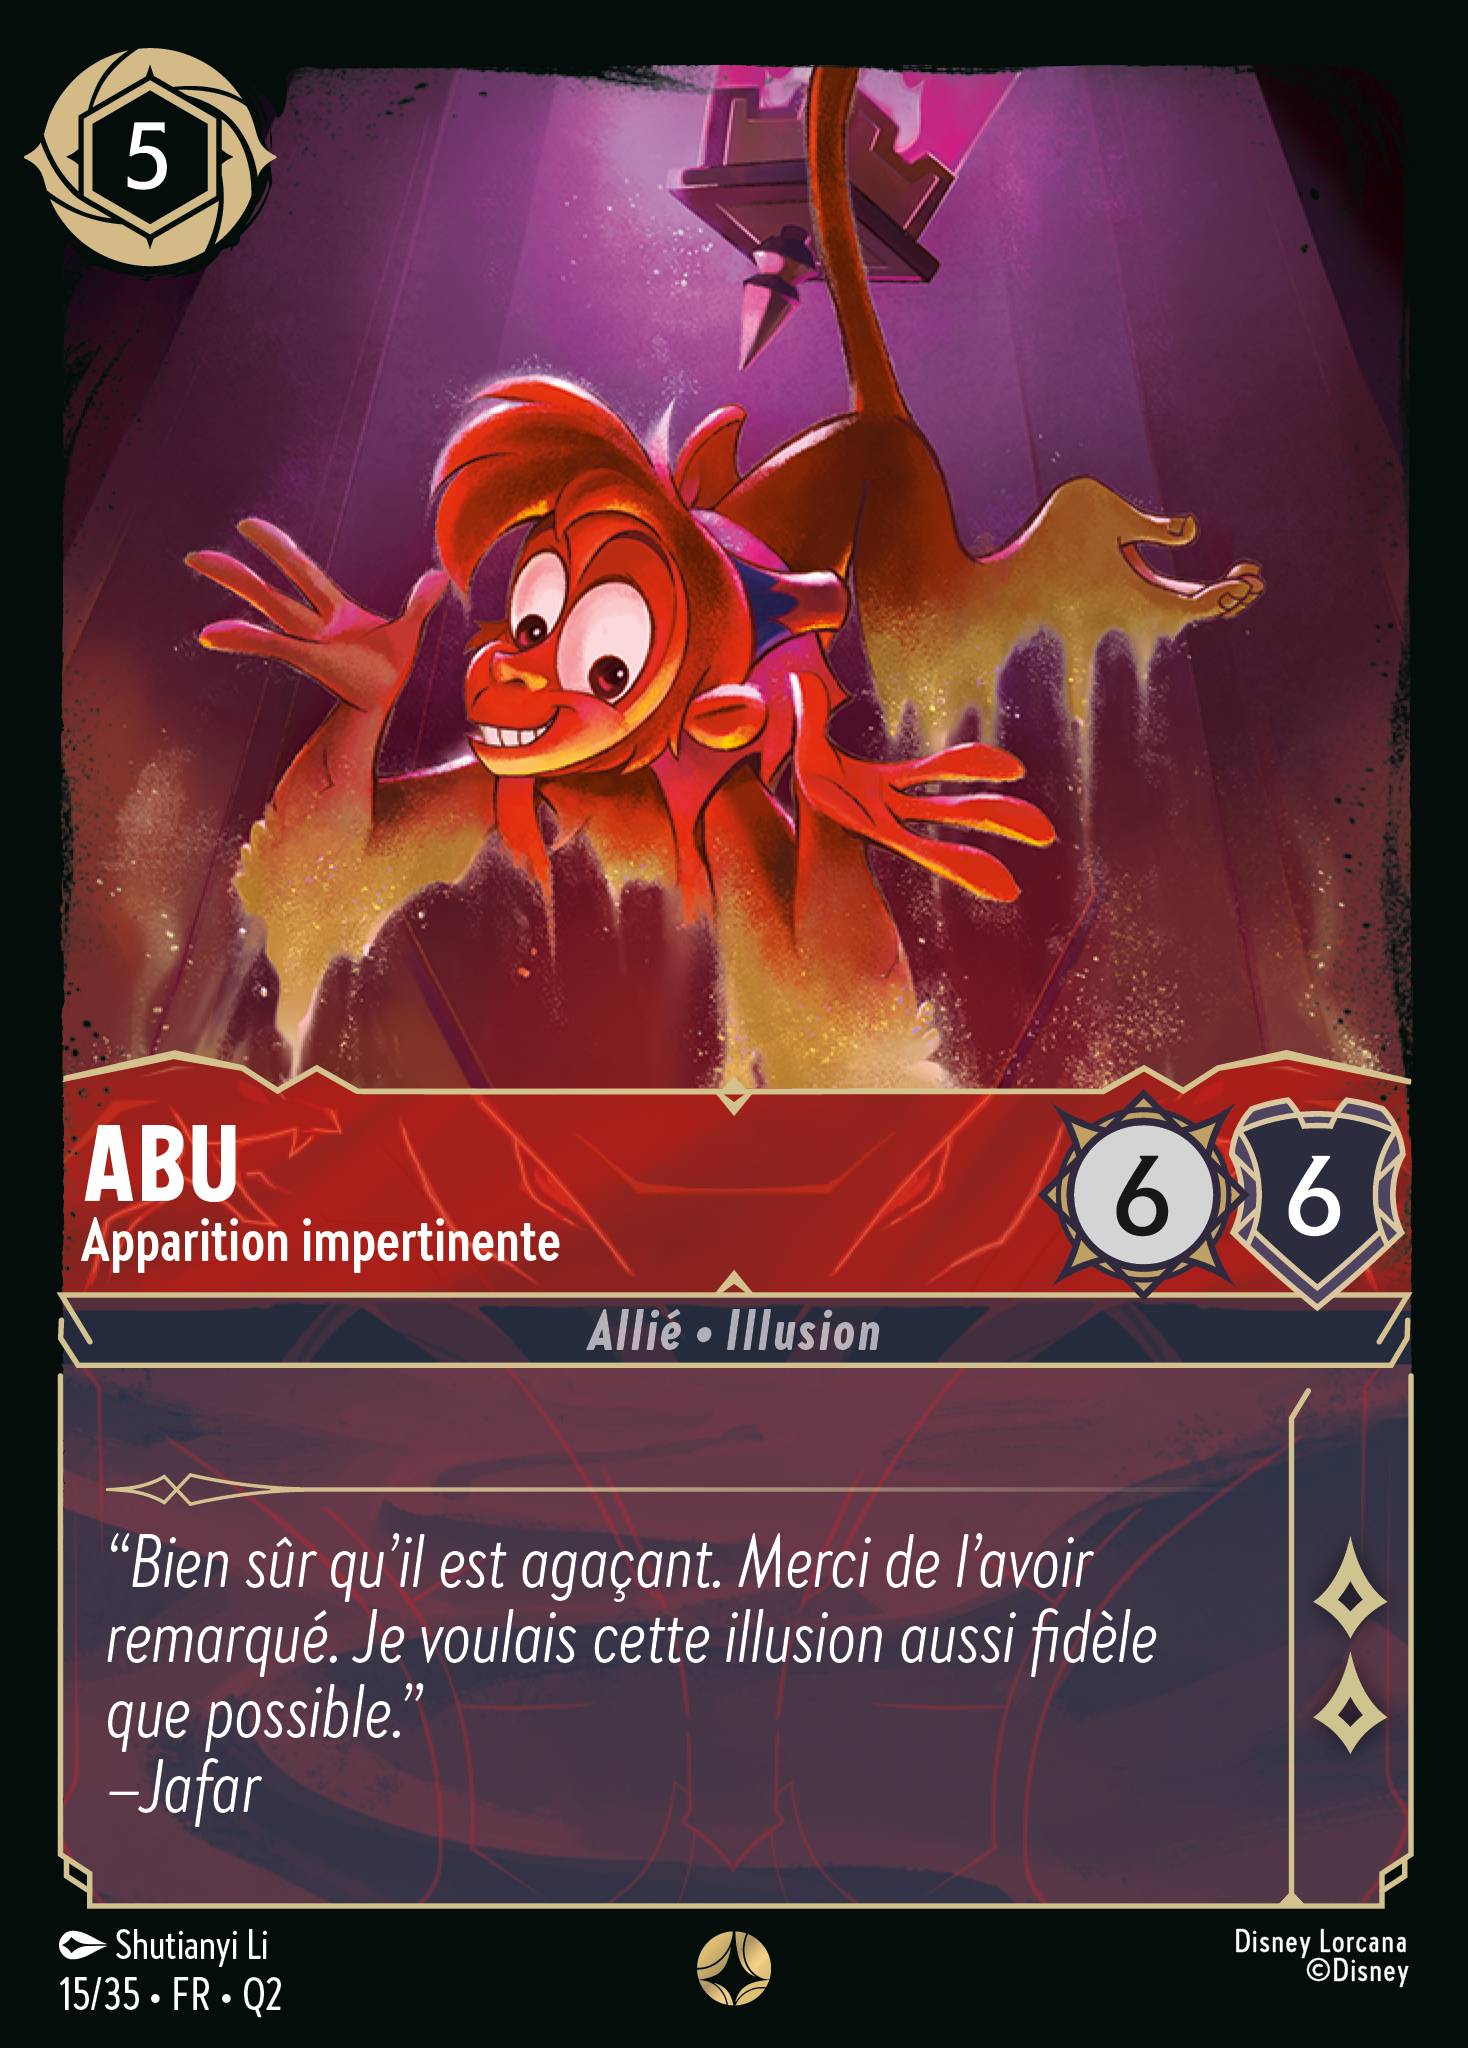 5
ABU
Apparition impertinente
6
6
Allié • Illusion
“Bien sûr qu’il est agaçant. Merci de l’avoir
remarqué. Je voulais cette illusion aussi fidèle
que possible.”
–Jafar
Shutianyi Li
15/35 • FR • Q2
Disney Lorcana
©Disney